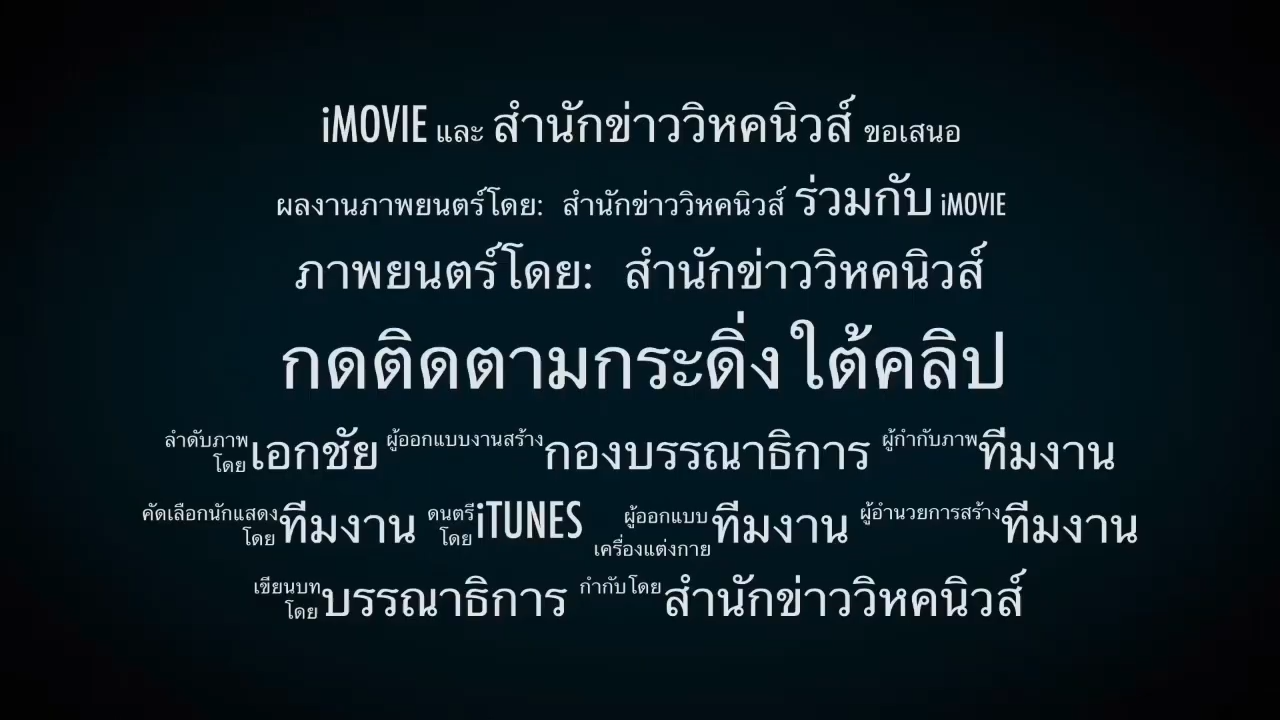 iMOVIE และ สำนักข่าววิหคนิวส์ ขอเสนอ
ผลงานภาพยนตร์โดย: สำนักข่าววิหคนิวส์ ร่วมกับ iMOVIE
ภาพยนตร์โดย: สำนักข่าววิหคนิวส์
กดติดตามกระดิ่ง ใต้คลิป
ลำดับภาพโดย เอกชัย ผู้ออกแบบงานสร้าง กองบรรณาธิการ ผู้กำกับภาพ ทีมงาน
คัดเลือกนักแสดงโดย ทีมงาน ดนตรีโดย iTUNES ผู้ออกแบบเครื่องแต่งกาย ทีมงาน ผู้อำนวยการสร้าง ทีมงาน
เขียนบทโดย บรรณาธิการ กำกับโดย สำนักข่าววิหคนิวส์